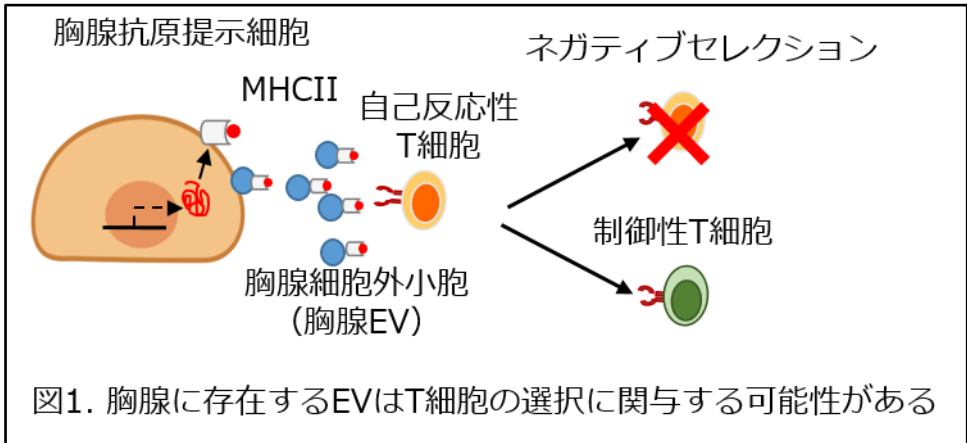 胸腺抗原提示細胞
MHCII
自己反応性
T細胞
ネガティブセレクション
制御性T細胞
胸腺細胞外小胞
（胸腺EV）
図1. 胸腺に存在するEVはT細胞の選択に関与する可能性がある